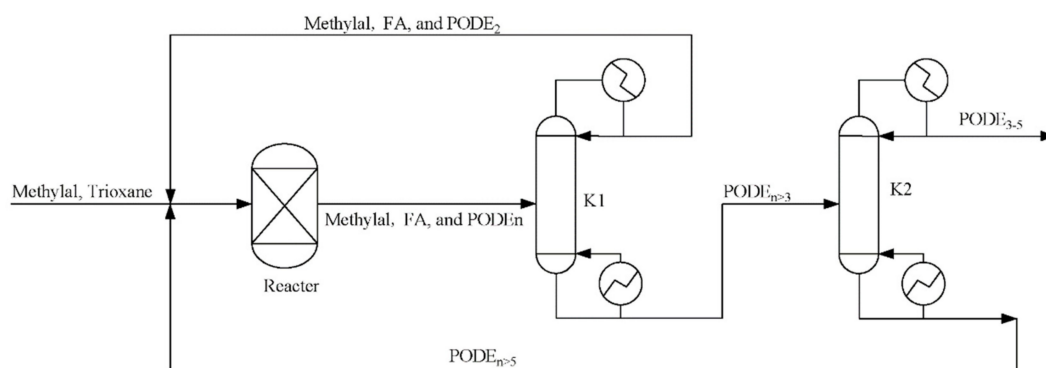 Methylal, FA, and PODE₂
PODE₃₋₅
Methylal, Trioxane
K1
PODEₙ>₃
K2
Methylal, FA, and PODEn
Reacter
PODEₙ>₅